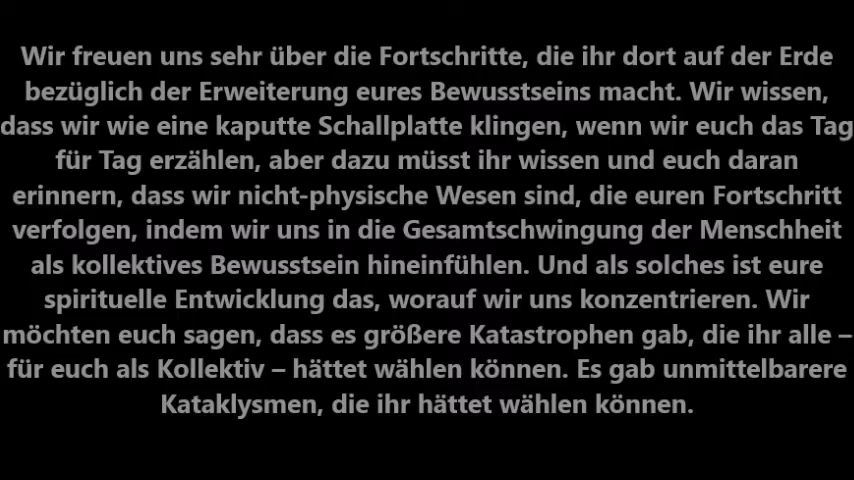 Wir freuen uns sehr über die Fortschritte, die ihr dort auf der Erde
bezüglich der Erweiterung eures Bewusstseins macht. Wir wissen,
dass wir wie eine kaputte Schallplatte klingen, wenn wir euch das Tag
für Tag erzählen, aber dazu müsst ihr wissen und euch daran
erinnern, dass wir nicht-physische Wesen sind, die euren Fortschritt
verfolgen, indem wir uns in die Gesamtschwingung der Menschheit
als kollektives Bewusstsein hineinfühlen. Und als solches ist eure
spirituelle Entwicklung das, worauf wir uns konzentrieren. Wir
möchten euch sagen, dass es größere Katastrophen gab, die ihr alle –
für euch als Kollektiv – hättet wählen können. Es gab unmittelbarere
Kataklysmen, die ihr hättet wählen können.